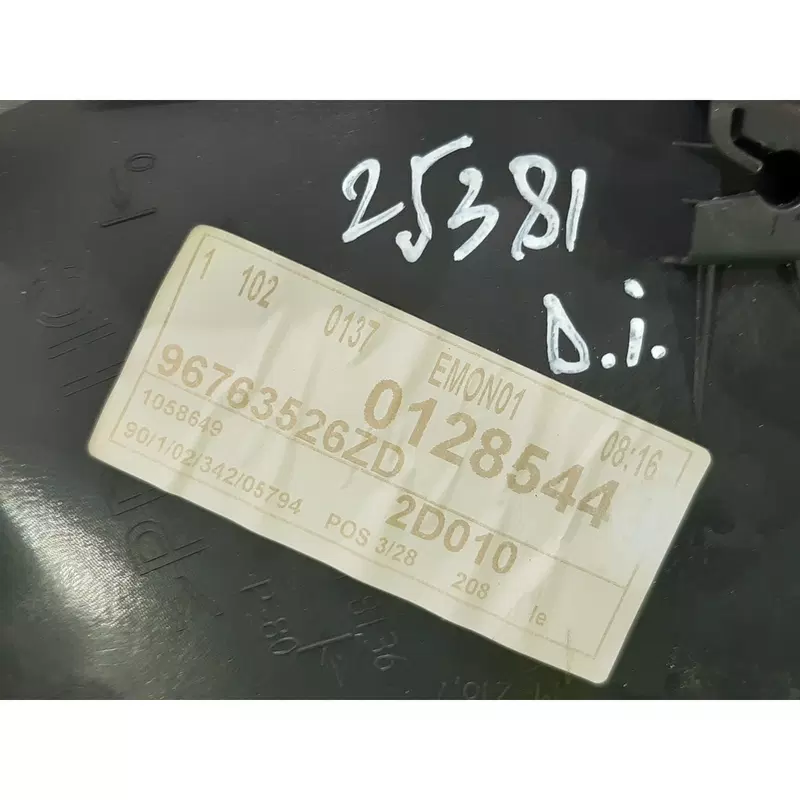 25381
D.i.
1 102 0137 EMON01 08:16
96763526ZD 0128544
1058649 2D010
90/1/02/342/05794 POS 3/28 208 le